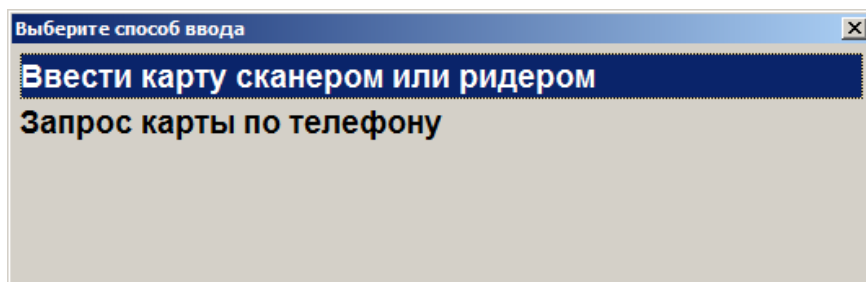 Выберите способ ввода
Ввести карту сканером или ридером
Запрос карты по телефону